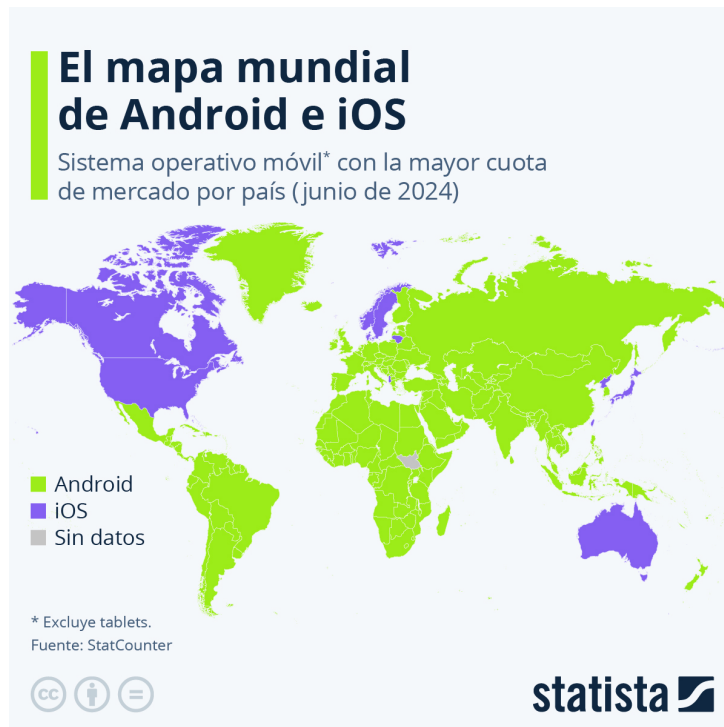 El mapa mundial
de Android e iOS
Sistema operativo móvil* con la mayor cuota
de mercado por país (junio de 2024)
Android
iOS
Sin datos
* Excluye tablets.
Fuente: StatCounter
cc
=
statista